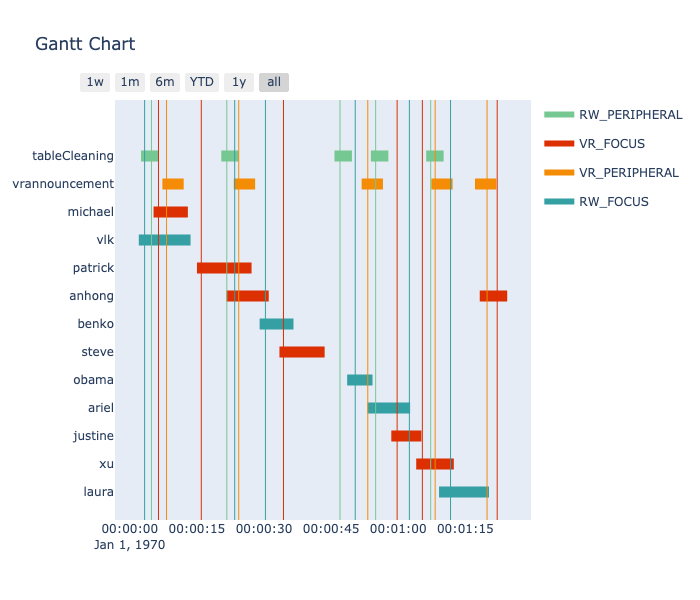 Gantt Chart
1w 1m 6m YTD 1y all
RW_PERIPHERAL
VR_FOCUS
VR_PERIPHERAL
RW_FOCUS
tableCleaning
vrannouncement
michael
vlk
patrick
anhong
benko
steve
obama
ariel
justine
xu
laura
00:00:00 00:00:15 00:00:30 00:00:45 00:01:00 00:01:15
Jan 1, 1970